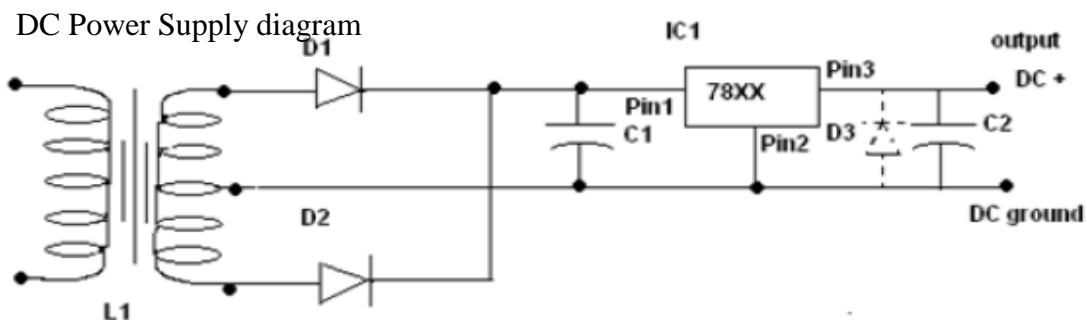 DC Power Supply diagram
D1
IC1
output
DC +
Pin3
78XX
Pin1
C1
Pin2
D3
C2
D2
DC ground
L1